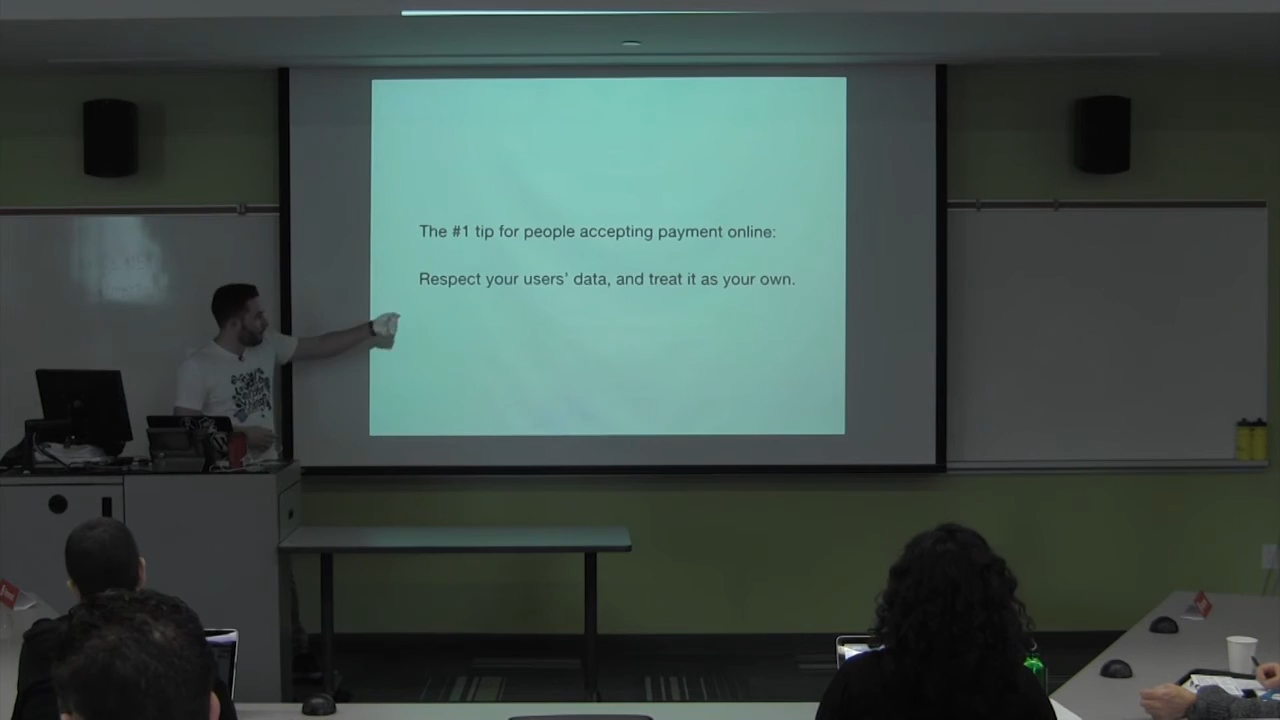 The #1 tip for people accepting payment online:
Respect your users’ data, and treat it as your own.